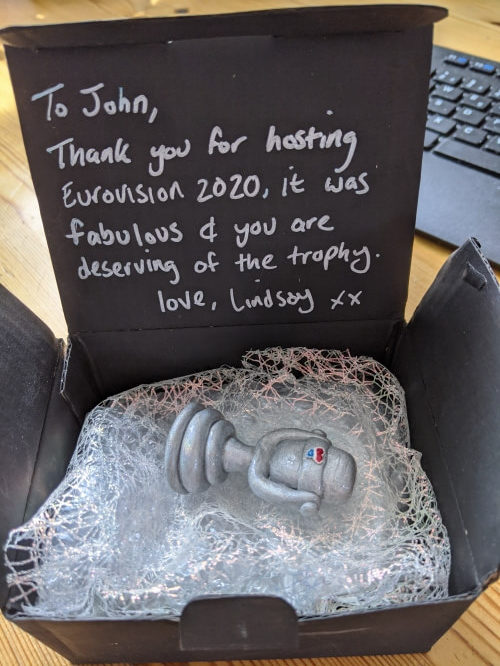 To John,
Thank you for hosting
Eurovision 2020, it was
fabulous & you are
deserving of the trophy.
love, Lindsay xx